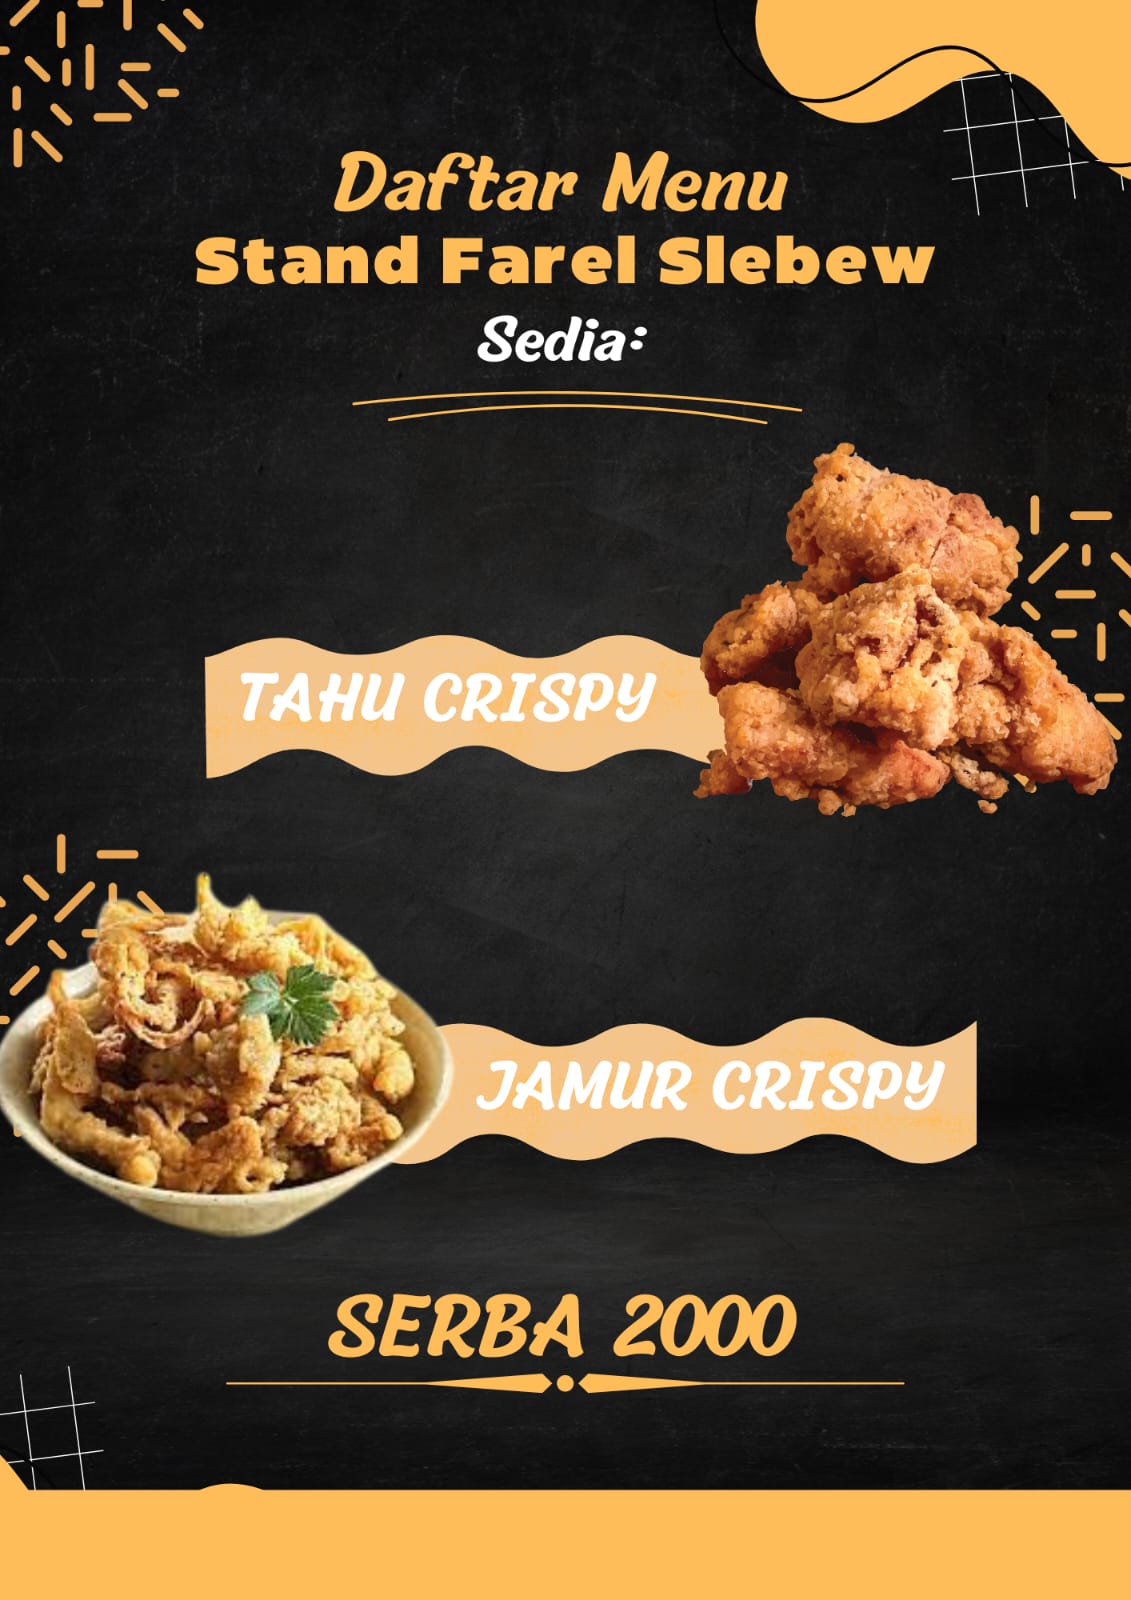 Daftar Menu
Stand Farel Slebew
Sedia:
TAHU CRISPY
JAMUR CRISPY
SERBA 2000